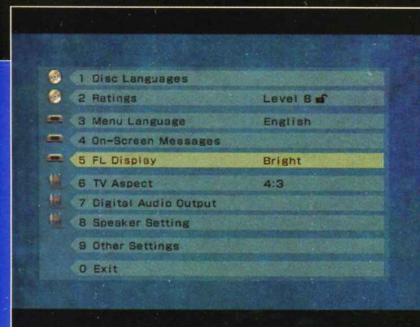 1 Disc Languages
2 Ratings Level 8
3 Menu Language English
4 On-Screen Messages
5 FL Display Bright
6 TV Aspect 4:3
7 Digital Audio Output
8 Speaker Setting
9 Other Settings
0 Exit